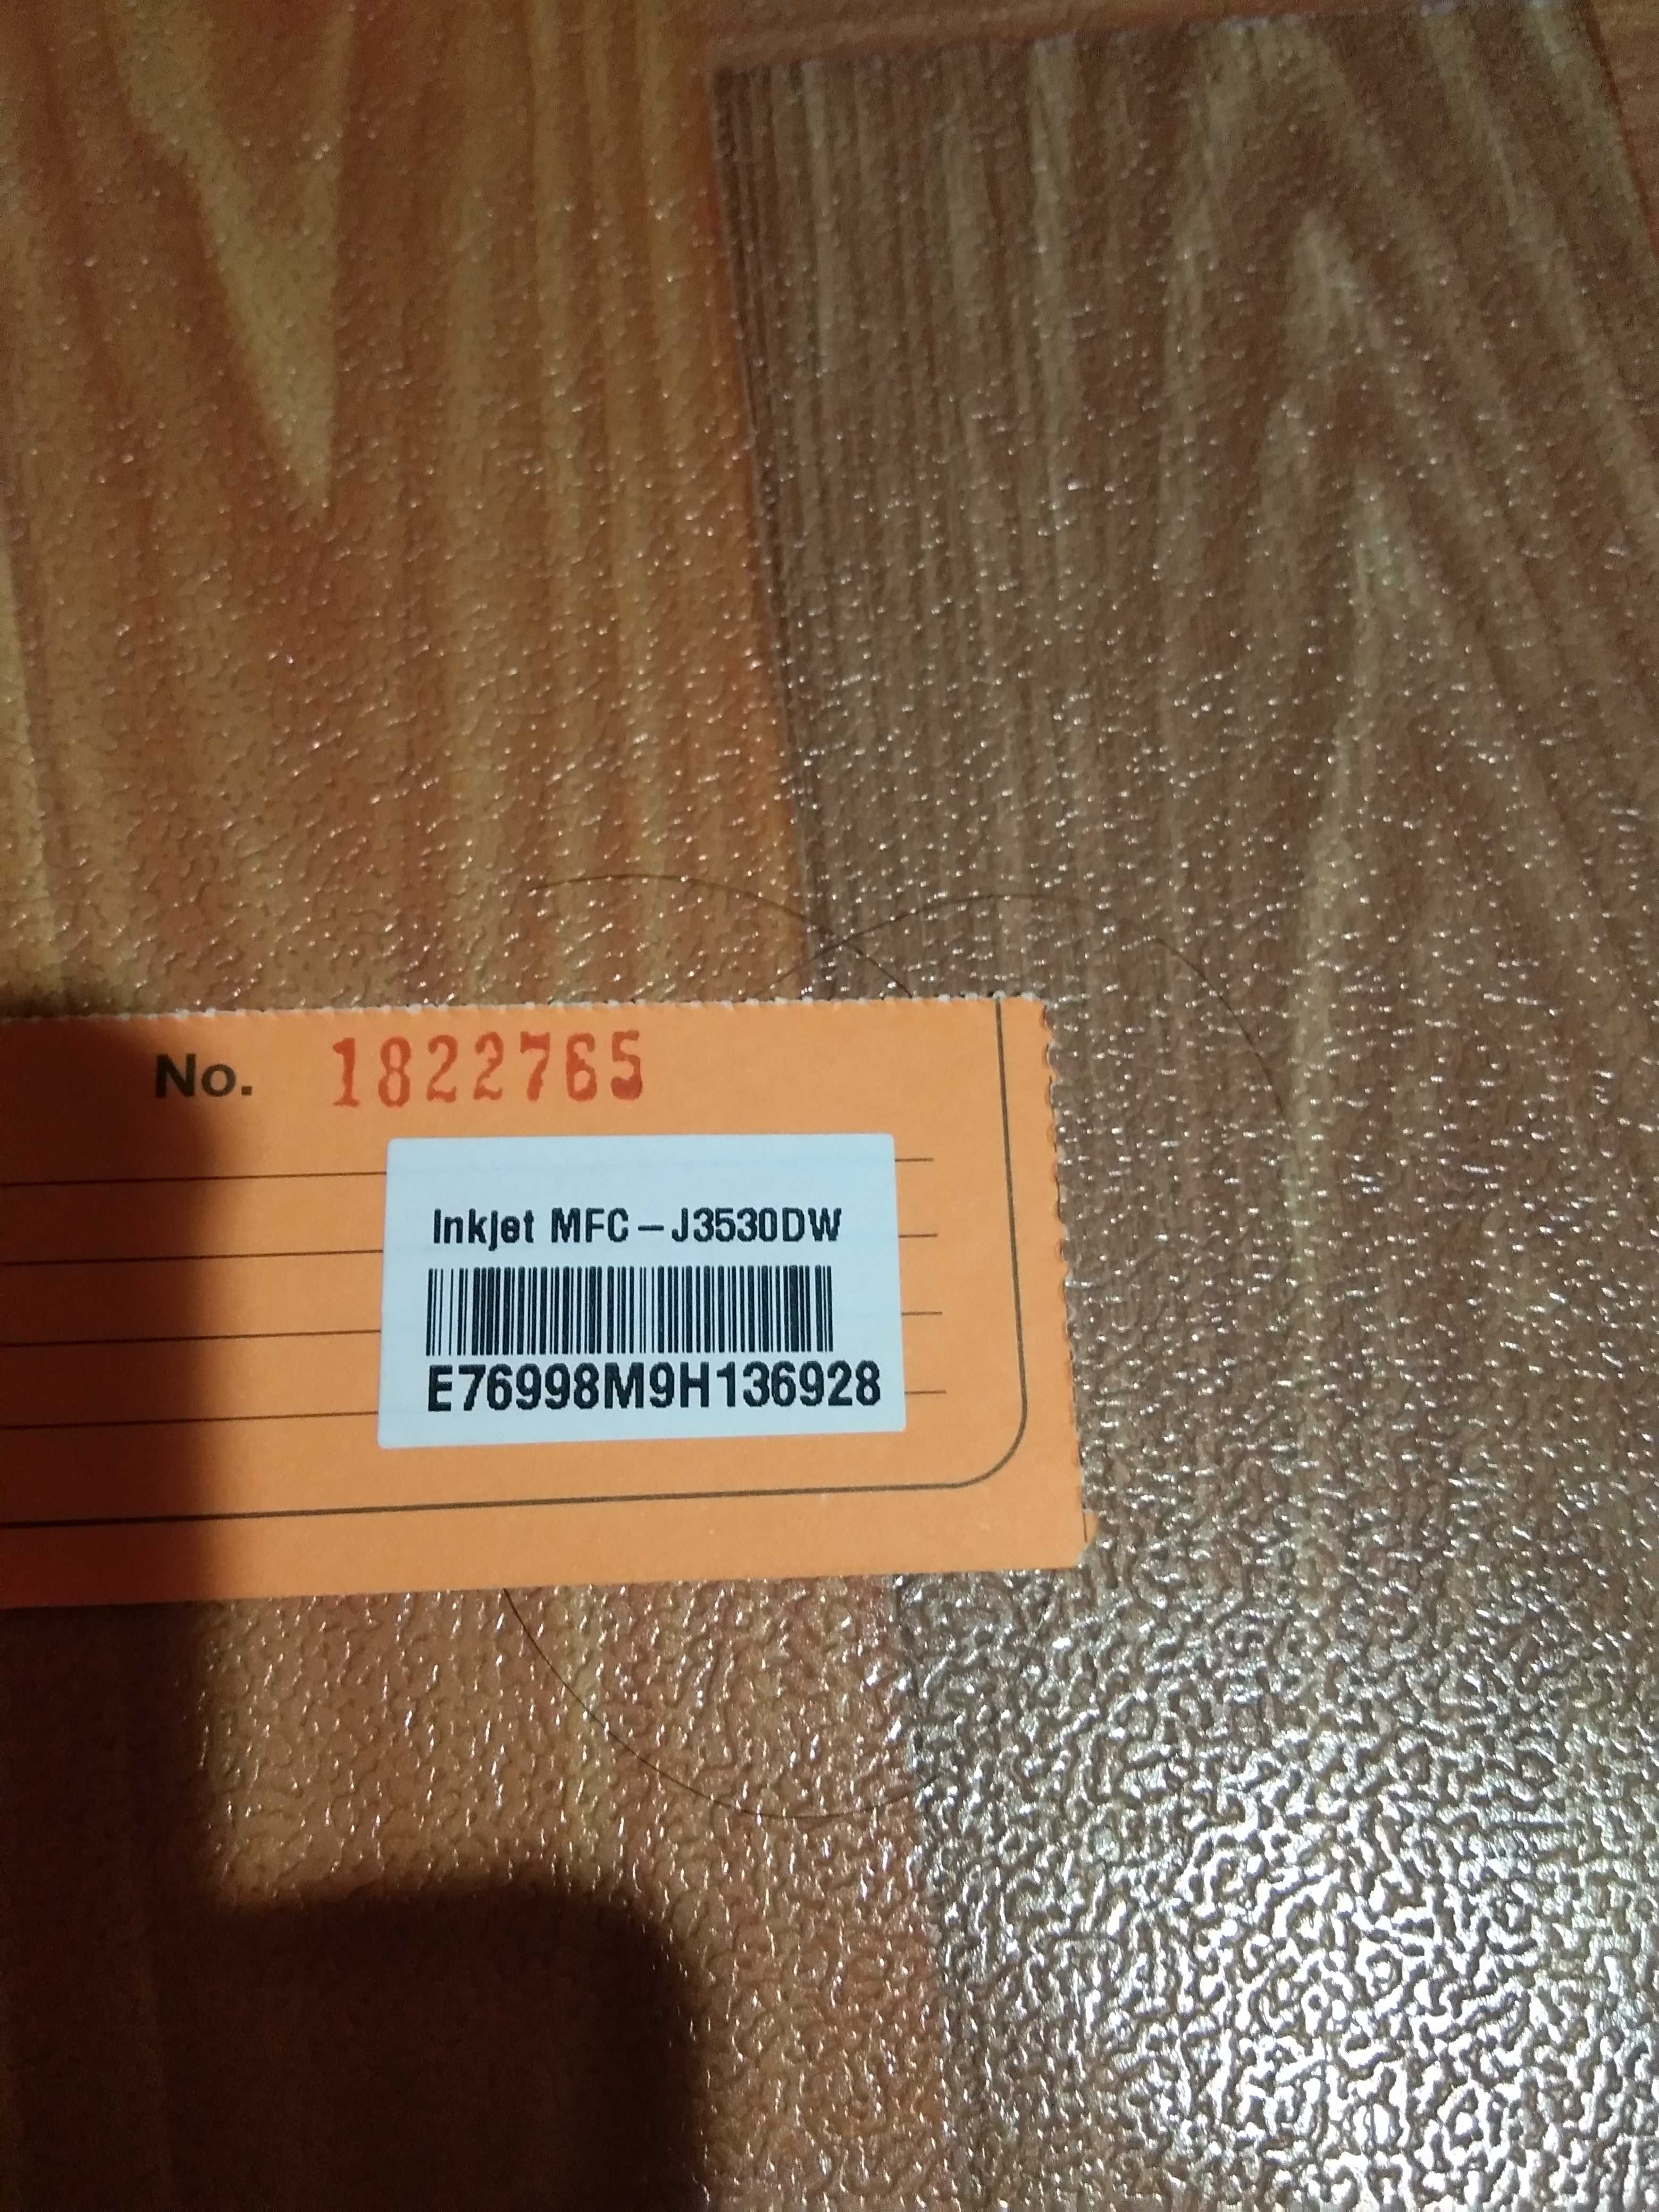 No. 1822765
Inkjet MFC-J3530DW
E76998M9H136928